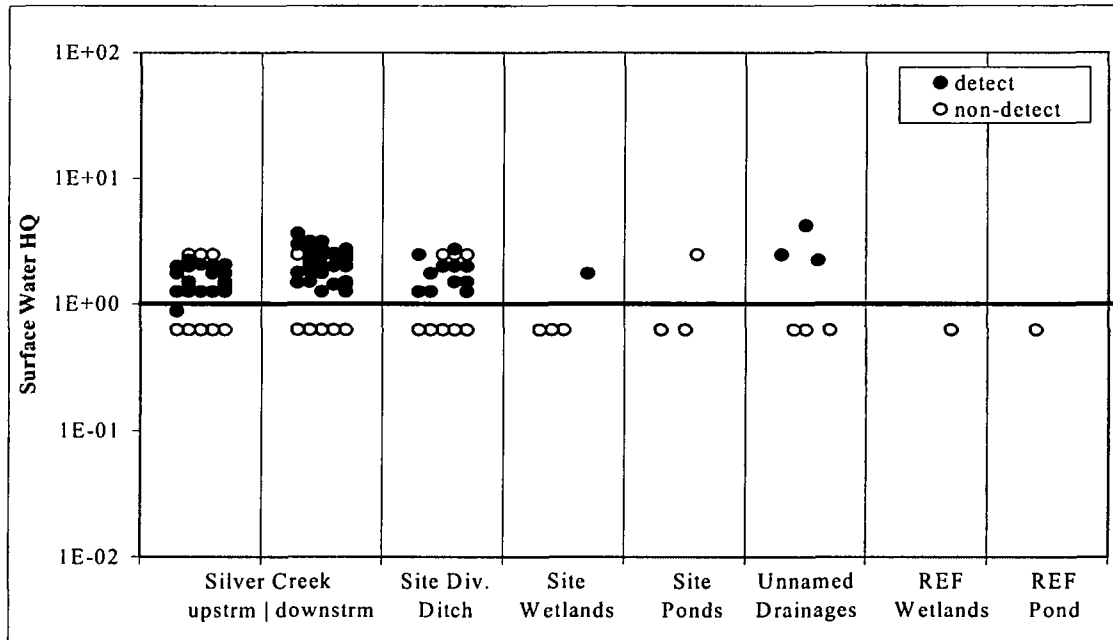 1E+02
detect
non-detect
1E+01
1E+00
1E-01
1E-02
Surface Water HQ
Silver Creek
upstrm | downstrm
Site Div.
Ditch
Site
Wetlands
Site
Ponds
Unnamed
Drainages
REF
Wetlands
REF
Pond